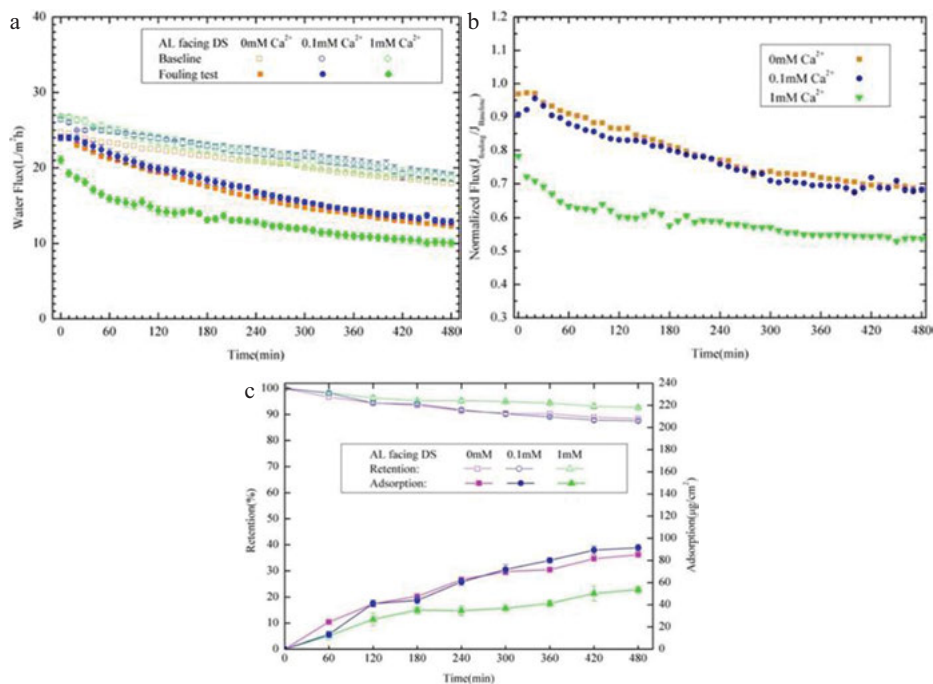 a
AL facing DS 0mM Ca²⁺ 0.1mM Ca²⁺ 1mM Ca²⁺
Baseline
Fouling test
40
30
20
10
0
Water Flux(L/m²h)
0 60 120 180 240 300 360 420 480
Time(min)
b
0mM Ca²⁺
0.1mM Ca²⁺
1mM Ca²⁺
1.1
1.0
0.9
0.8
0.7
0.6
0.5
0.4
0.3
Normalized Flux(J_fouling/J_Baseline)
0 60 120 180 240 300 360 420 480
Time(min)
c
AL facing DS 0mM 0.1mM 1mM
Retention:
Adsorption:
100
90
80
70
60
50
40
30
20
10
0
Retention(%)
240
220
200
180
160
140
120
100
80
60
40
20
0
Adsorption(μg/cm²)
0 60 120 180 240 300 360 420 480
Time(min)